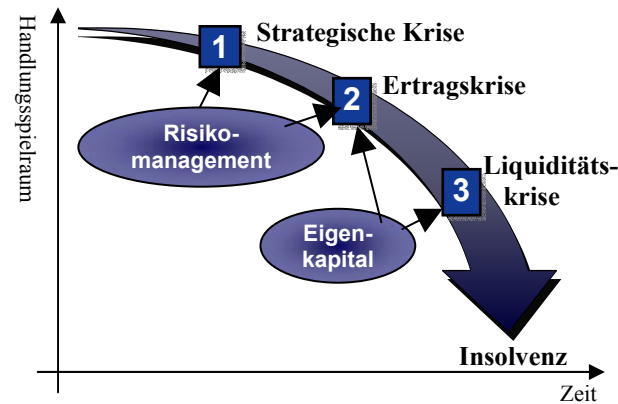 Handlungsspielraum
1
Strategische Krise
2
Ertragskrise
Risiko-
management
3
Liquiditäts-
krise
Eigen-
kapital
Insolvenz
Zeit